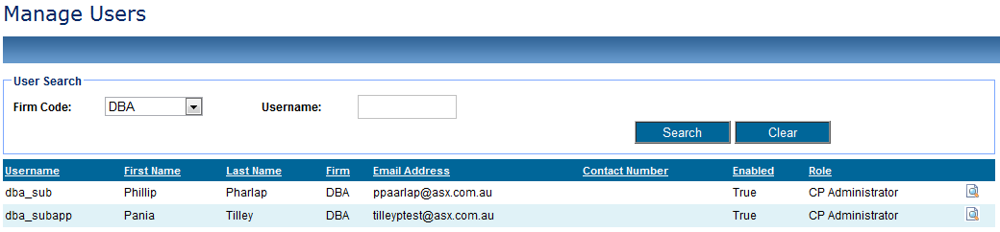 Manage Users
User Search
Firm Code: DBA Username:
Search Clear
Username First Name Last Name Firm Email Address Contact Number Enabled Role
dba_sub Phillip Pharlap DBA ppaarlap@asx.com.au True CP Administrator
dba_subapp Pania Tilley DBA tilleyptest@asx.com.au True CP Administrator